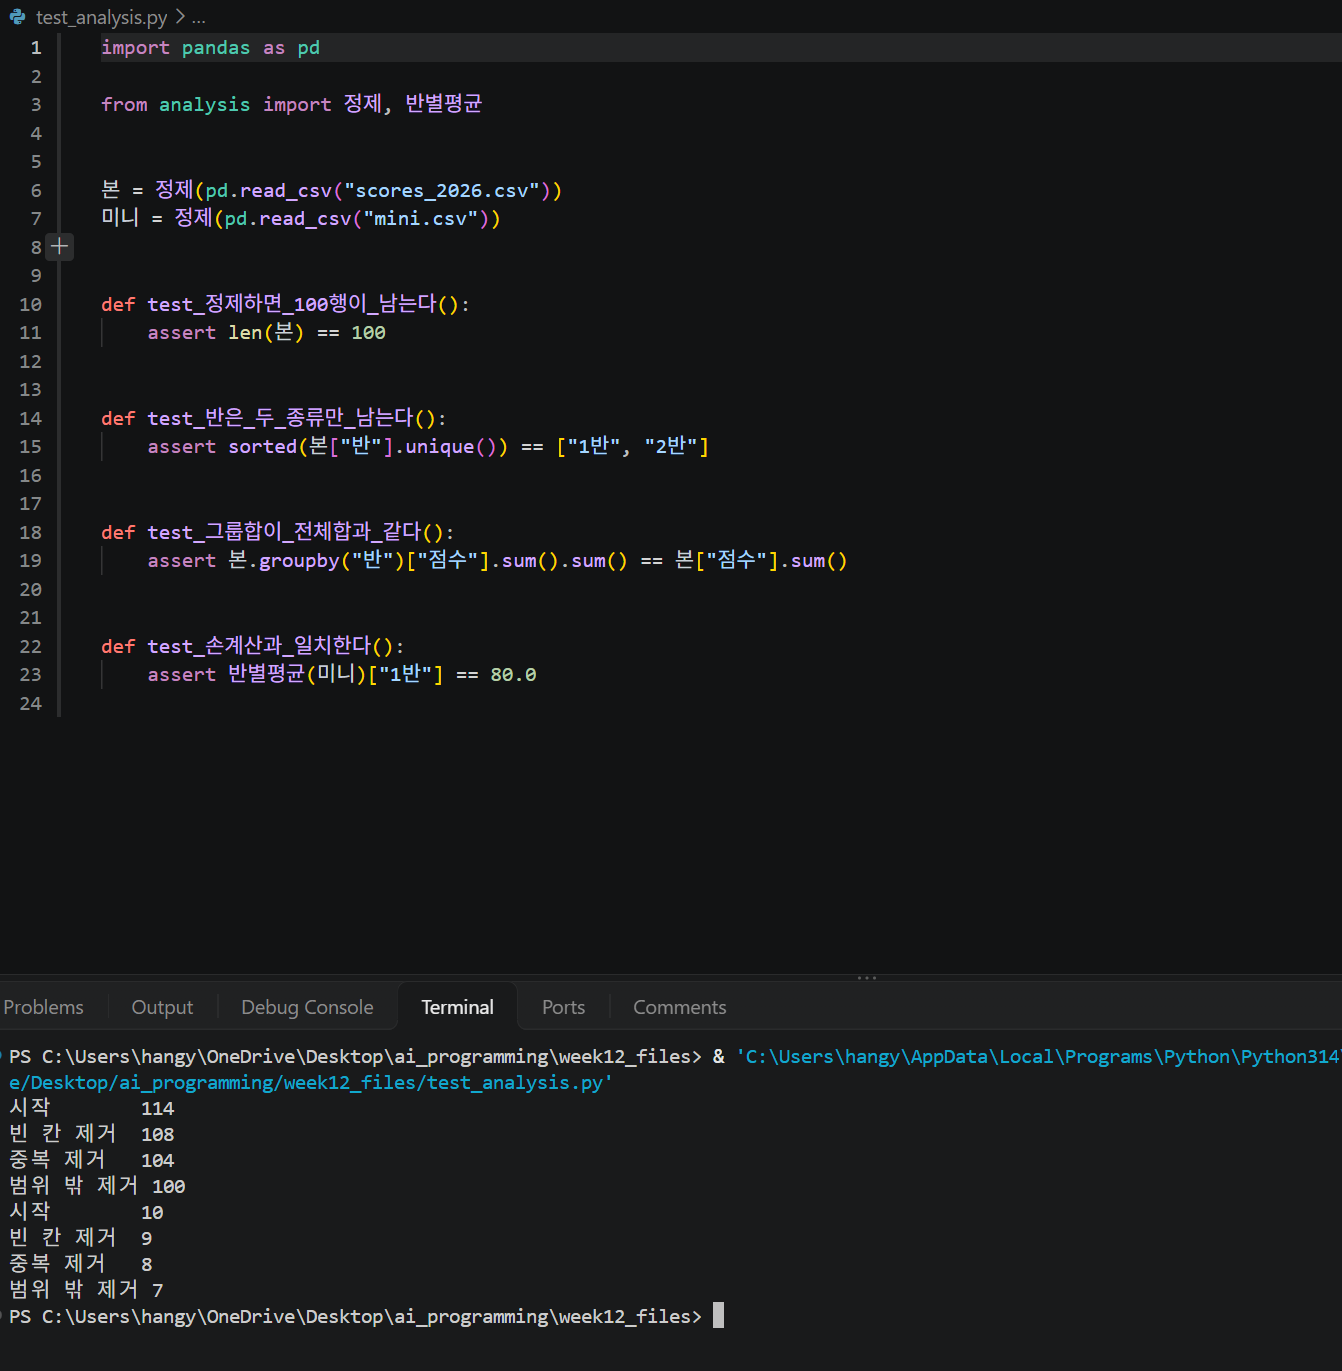 test_analysis.py > ...
1 import pandas as pd
2
3 from analysis import 정제, 반별평균
4
5
6 본 = 정제(pd.read_csv("scores_2026.csv"))
7 미니 = 정제(pd.read_csv("mini.csv"))
8 +
9
10 def test_정제하면_100행이_남는다():
11     assert len(본) == 100
12
13
14 def test_반은_두_종류만_남는다():
15     assert sorted(본["반"].unique()) == ["1반", "2반"]
16
17
18 def test_그룹합이_전체합과_같다():
19     assert 본.groupby("반")["점수"].sum().sum() == 본["점수"].sum()
20
21
22 def test_손계산과_일치한다():
23     assert 반별평균(미니)["1반"] == 80.0
24
Problems Output Debug Console Terminal Ports Comments
PS C:\Users\hangy\OneDrive\Desktop\ai_programming\week12_files> & 'C:\Users\hangy\AppData\Local\Programs\Python\Python314\
e/Desktop/ai_programming/week12_files/test_analysis.py'
시작        114
빈 칸 제거  108
중복 제거   104
범위 밖 제거 100
시작        10
빈 칸 제거  9
중복 제거   8
범위 밖 제거 7
PS C:\Users\hangy\OneDrive\Desktop\ai_programming\week12_files>